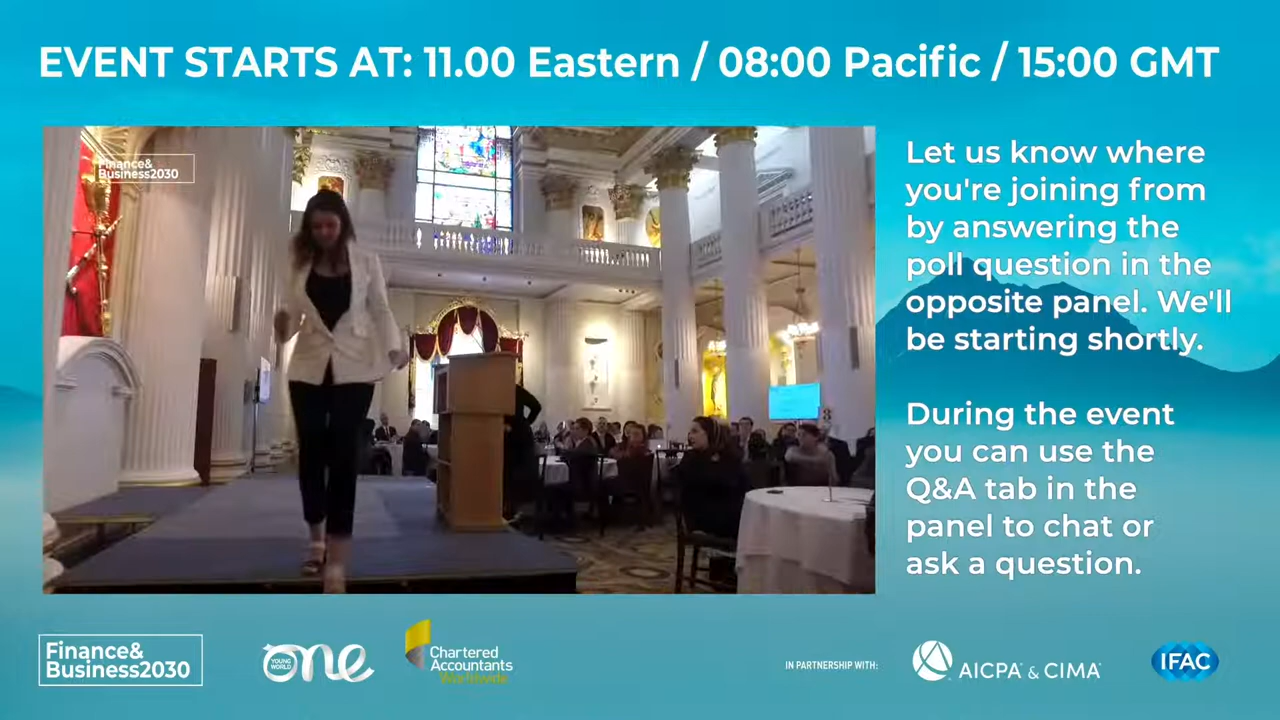 EVENT STARTS AT: 11.00 Eastern / 08:00 Pacific / 15:00 GMT
Finance&
Business2030
Let us know where
you're joining from
by answering the
poll question in the
opposite panel. We'll
be starting shortly.
During the event
you can use the
Q&A tab in the
panel to chat or
ask a question.
3
Finance&
Business2030
YOUNG
WORLD
one
Chartered
Accountants
Worldwide
IN PARTNERSHIP WITH:
AICPA & CIMA
IFAC